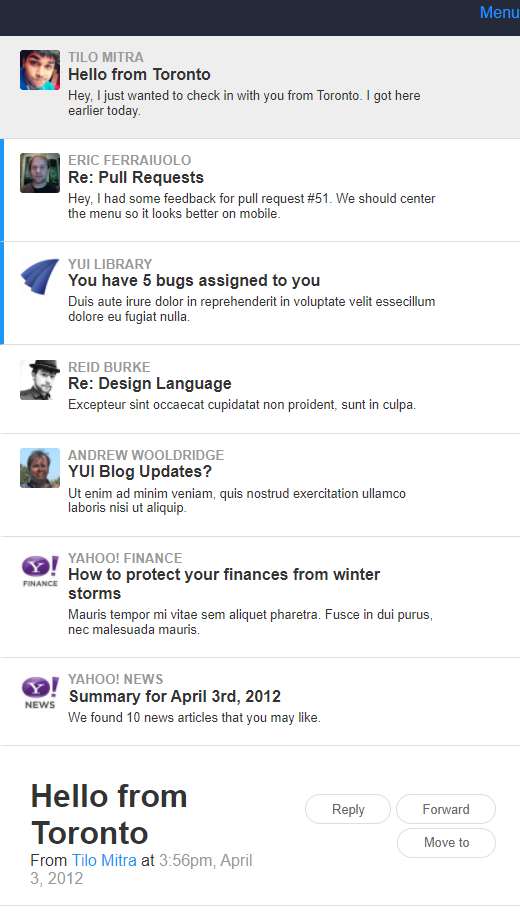 Menu
TILO MITRA
Hello from Toronto
Hey, I just wanted to check in with you from Toronto. I got here
earlier today.
ERIC FERRAIUOLO
Re: Pull Requests
Hey, I had some feedback for pull request #51. We should center
the menu so it looks better on mobile.
YUI LIBRARY
You have 5 bugs assigned to you
Duis aute irure dolor in reprehenderit in voluptate velit essecillum
dolore eu fugiat nulla.
REID BURKE
Re: Design Language
Excepteur sint occaecat cupidatat non proident, sunt in culpa.
ANDREW WOOLDRIDGE
YUI Blog Updates?
Ut enim ad minim veniam, quis nostrud exercitation ullamco
laboris nisi ut aliquip.
Y!
FINANCE
YAHOO! FINANCE
How to protect your finances from winter
storms
Mauris tempor mi vitae sem aliquet pharetra. Fusce in dui purus,
nec malesuada mauris.
Y!
NEWS
YAHOO! NEWS
Summary for April 3rd, 2012
We found 10 news articles that you may like.
Hello from
Toronto
From Tilo Mitra at 3:56pm, April
3, 2012
Reply
Forward
Move to